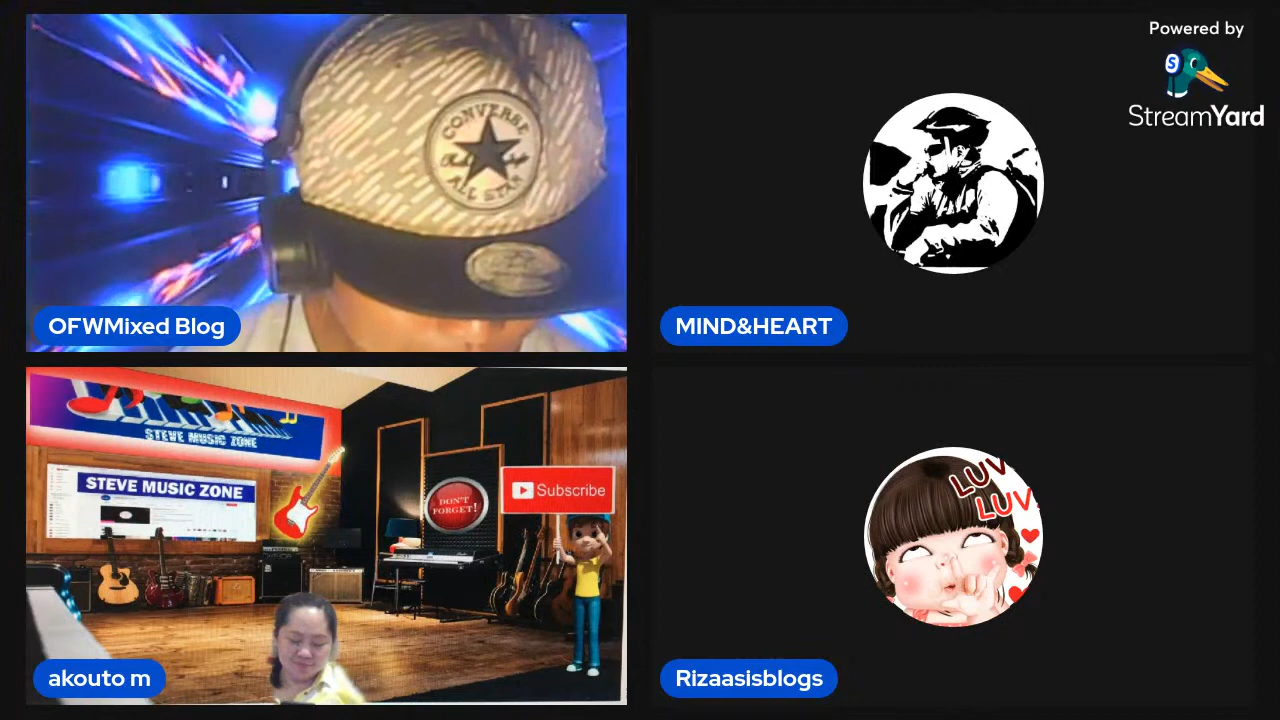 Powered by
S
StreamYard
CONVERSE
ALL STAR
OFWMixed Blog
MIND&HEART
STEVE MUSIC ZONE
STEVE MUSIC ZONE
DON'T
FORGET!
Subscribe
akouto m
LUV
LUV
Rizaasisblogs